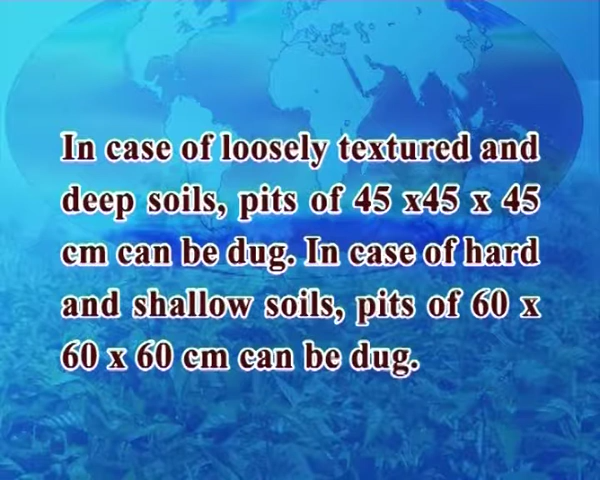 In case of loosely textured and
deep soils, pits of 45 x45 x 45
cm can be dug. In case of hard
and shallow soils, pits of 60 x
60 x 60 cm can be dug.